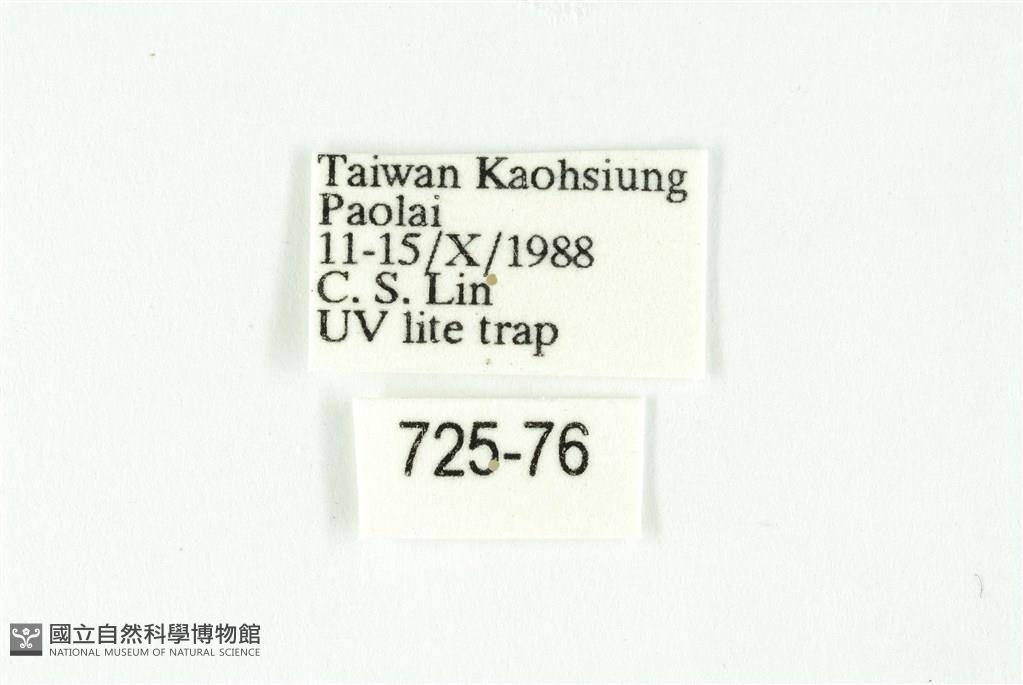 Taiwan Kaohsiung
Paolai
11-15/X/1988
C. S. Lin
UV lite trap
725-76
國立自然科學博物館
NATIONAL MUSEUM OF NATURAL SCIENCE